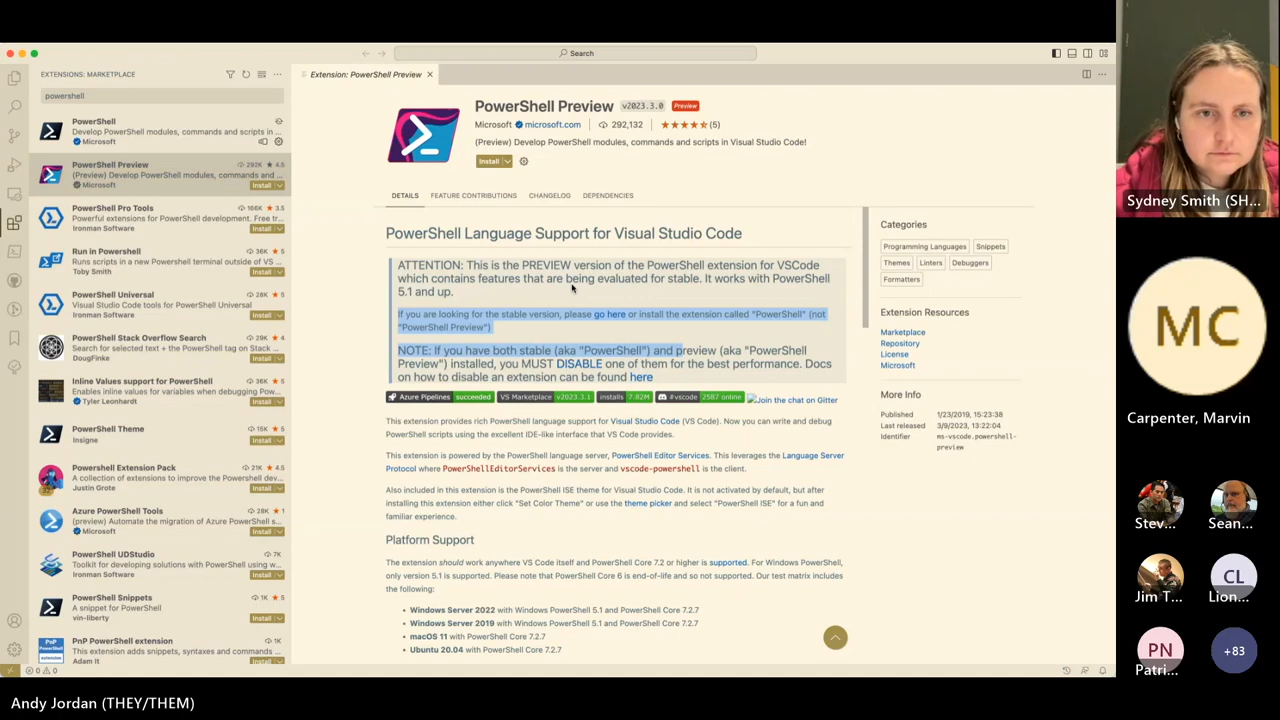 Search
EXTENSIONS: MARKETPLACE
powershell
PowerShell
Develop PowerShell modules, commands and scripts in ...
Microsoft
PowerShell Preview 292K ★ 4.5
(Preview) Develop PowerShell modules, commands and ...
Microsoft Install
PowerShell Pro Tools 166K ★ 3.5
Powerful extensions for PowerShell development. Free tr...
Ironman Software Install
Run in Powershell 36K ★ 5
Runs scripts in a new Powershell terminal outside of VS ...
Toby Smith Install
PowerShell Universal 28K ★ 5
Visual Studio Code tools for PowerShell Universal
Ironman Software Install
PowerShell Stack Overflow Search 29K ★ 5
Search for selected text + the PowerShell tag on Stack ...
DougFinke Install
Inline Values support for PowerShell 36K ★ 5
Enables inline values for variables when debugging Pow...
Tyler Leonhardt Install
PowerShell Theme 15K ★ 5
Insigne Install
Powershell Extension Pack 21K ★ 4.5
A collection of extensions to improve the Powershell dev...
Justin Grote Install
Azure PowerShell Tools 28K ★ 1
(preview) Automate the migration of Azure PowerShell s...
Microsoft Install
PowerShell UDStudio 7K
Toolkit for developing solutions with PowerShell using w...
Ironman Software Install
PowerShell Snippets 1K ★ 5
A snippet for PowerShell
vin-liberty Install
PnP PowerShell extension 1K
This extension adds snippets, syntaxes and commands ...
Adam It Install
0 0
Extension: PowerShell Preview
PowerShell Preview v2023.3.0 Preview
Microsoft microsoft.com 292,132 (5)
(Preview) Develop PowerShell modules, commands and scripts in Visual Studio Code!
Install
DETAILS FEATURE CONTRIBUTIONS CHANGELOG DEPENDENCIES
PowerShell Language Support for Visual Studio Code
ATTENTION: This is the PREVIEW version of the PowerShell extension for VSCode
which contains features that are being evaluated for stable. It works with PowerShell
5.1 and up.
If you are looking for the stable version, please go here or install the extension called "PowerShell" (not
"PowerShell Preview")
NOTE: If you have both stable (aka "PowerShell") and preview (aka "PowerShell
Preview") installed, you MUST DISABLE one of them for the best performance. Docs
on how to disable an extension can be found here
Azure Pipelines succeeded VS Marketplace v2023.3.1 installs 7.82M #vscode 2587 online Join the chat on Gitter
This extension provides rich PowerShell language support for Visual Studio Code (VS Code). Now you can write and debug
PowerShell scripts using the excellent IDE-like interface that VS Code provides.
This extension is powered by the PowerShell language server, PowerShell Editor Services. This leverages the Language Server
Protocol where PowerShellEditorServices is the server and vscode-powershell is the client.
Also included in this extension is the PowerShell ISE theme for Visual Studio Code. It is not activated by default, but after
installing this extension either click "Set Color Theme" or use the theme picker and select "PowerShell ISE" for a fun and
familiar experience.
Platform Support
The extension should work anywhere VS Code itself and PowerShell Core 7.2 or higher is supported. For Windows PowerShell,
only version 5.1 is supported. Please note that PowerShell Core 6 is end-of-life and so not supported. Our test matrix includes
the following:
• Windows Server 2022 with Windows PowerShell 5.1 and PowerShell Core 7.2.7
• Windows Server 2019 with Windows PowerShell 5.1 and PowerShell Core 7.2.7
• macOS 11 with PowerShell Core 7.2.7
• Ubuntu 20.04 with PowerShell Core 7.2.7
Categories
Programming Languages Snippets
Themes Linters Debuggers
Formatters
Extension Resources
Marketplace
Repository
License
Microsoft
More Info
Published 1/23/2019, 15:23:38
Last released 3/9/2023, 13:22:04
Identifier ms-vscode.powershell-
preview
Sydney Smith (SH...
MC
Carpenter, Marvin
Stev... Sean...
Jim T... CL
Lion...
PN +83
Patri...
Andy Jordan (THEY/THEM)